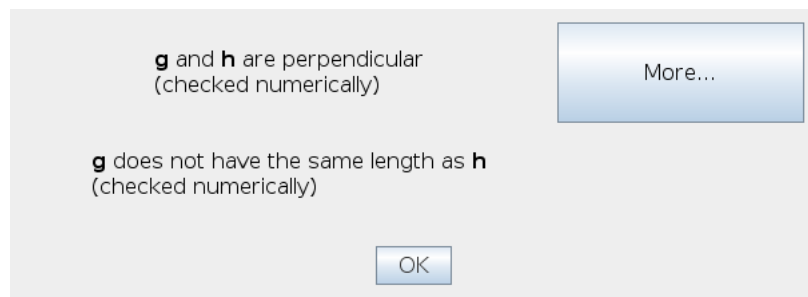 g and h are perpendicular
(checked numerically)
More...
g does not have the same length as h
(checked numerically)
OK